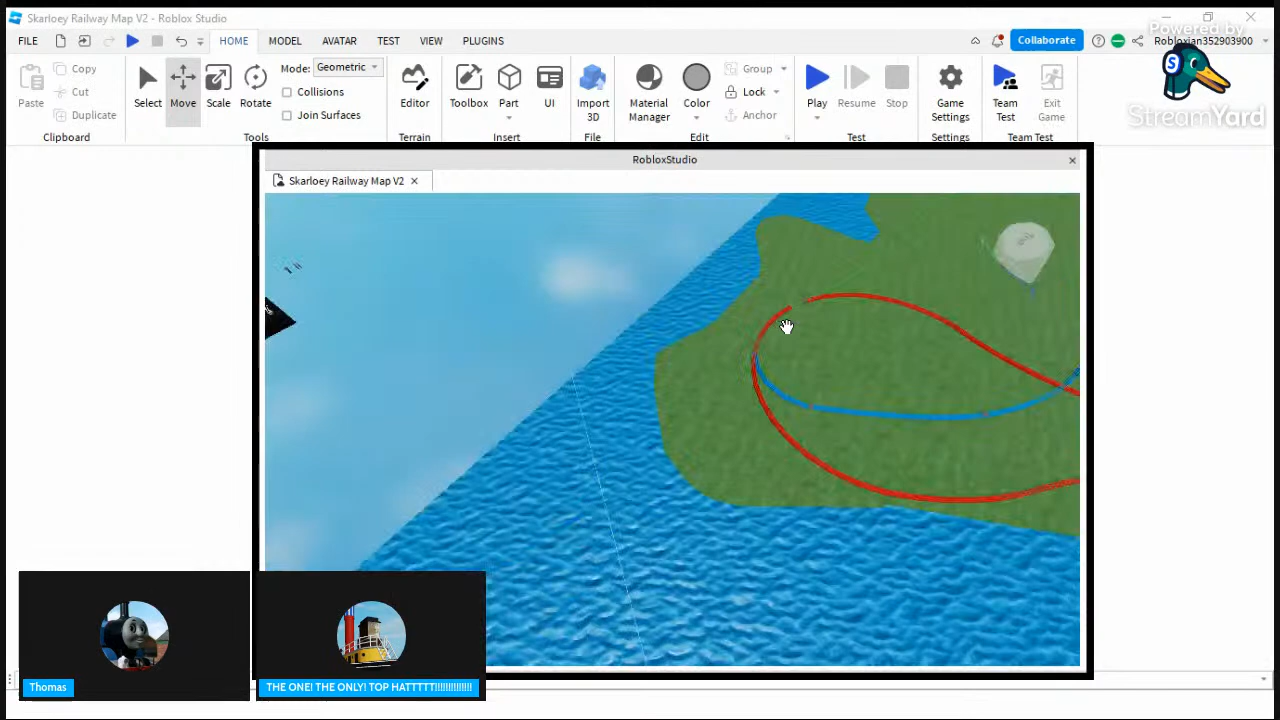 Skarloey Railway Map V2 - Roblox Studio
Powered by
FILE HOME MODEL AVATAR TEST VIEW PLUGINS Collaborate Robloxian352903900
StreamYard
Paste Copy Cut Duplicate
Select Move Scale Rotate
Mode: Geometric
Collisions
Join Surfaces
Editor Toolbox Part UI Import 3D
Material Manager Color Group Lock Anchor
Play Resume Stop Game Settings Team Test Exit Game
Clipboard Tools Terrain Insert File Edit Test Settings Team Test
RobloxStudio
Skarloey Railway Map V2
Thomas
THE ONE! THE ONLY! TOP HATTTTT!!!!!!!!!!!!!!